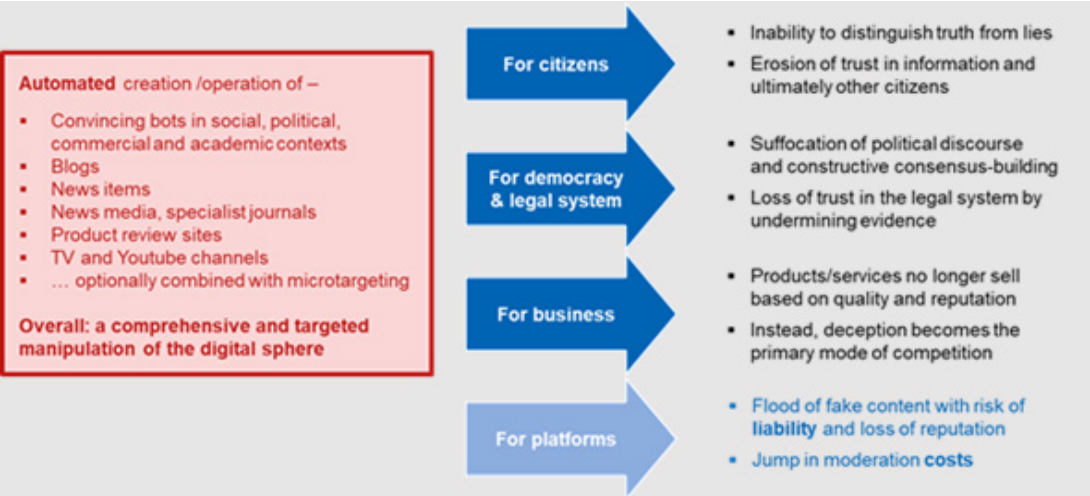 Automated creation /operation of –
▪ Convincing bots in social, political,
commercial and academic contexts
▪ Blogs
▪ News items
▪ News media, specialist journals
▪ Product review sites
▪ TV and Youtube channels
▪ … optionally combined with microtargeting
Overall: a comprehensive and targeted
manipulation of the digital sphere
For citizens
▪ Inability to distinguish truth from lies
▪ Erosion of trust in information and
ultimately other citizens
For democracy
& legal system
▪ Suffocation of political discourse
and constructive consensus-building
▪ Loss of trust in the legal system by
undermining evidence
For business
▪ Products/services no longer sell
based on quality and reputation
▪ Instead, deception becomes the
primary mode of competition
For platforms
▪ Flood of fake content with risk of
liability and loss of reputation
▪ Jump in moderation costs